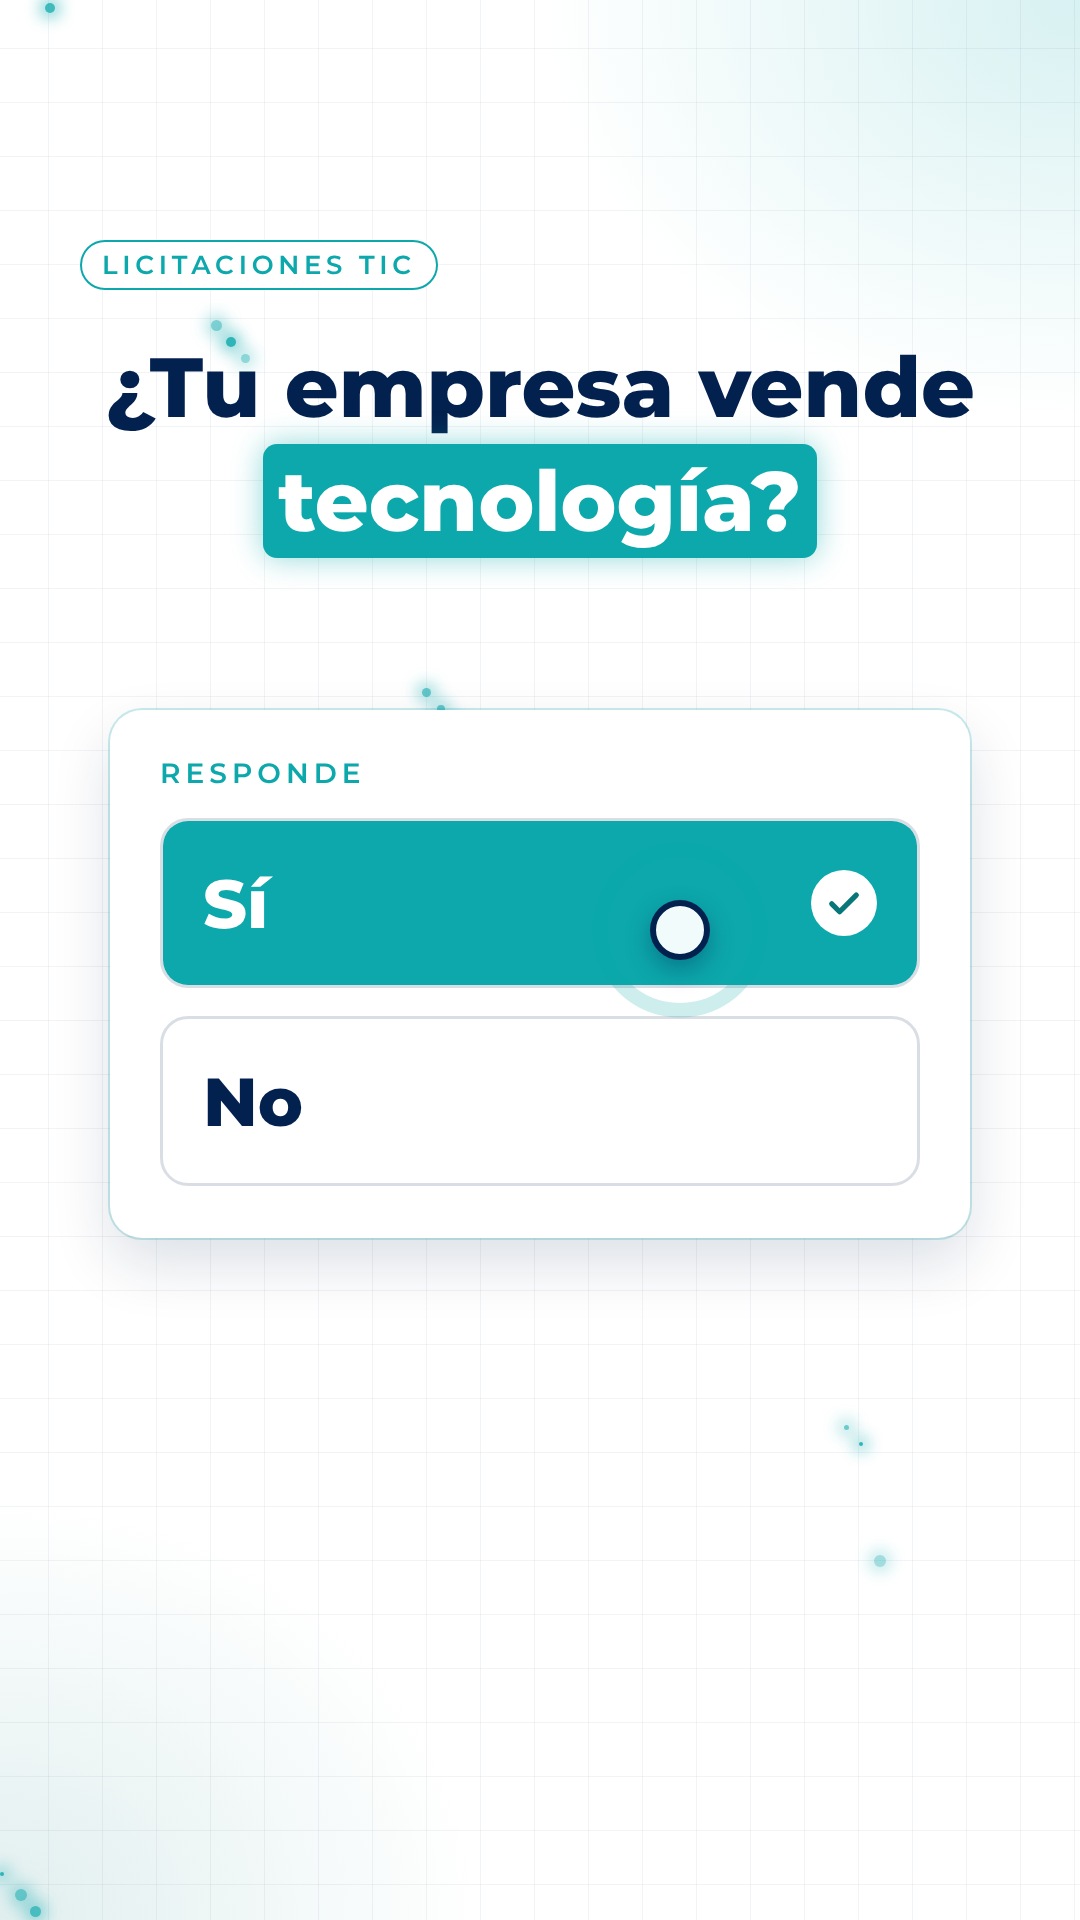 LICITACIONES TIC
¿Tu empresa vende
tecnología?
RESPONDE
Sí
No